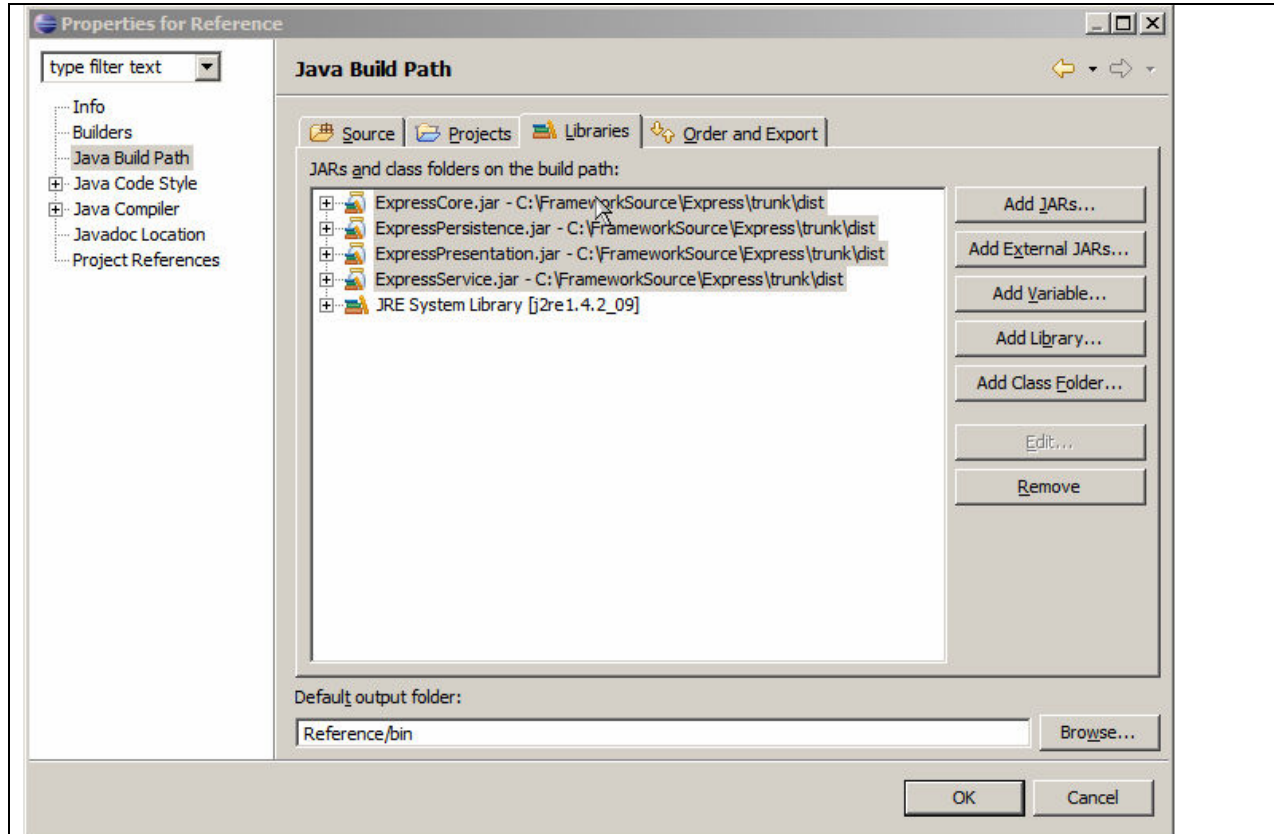 Properties for Reference
type filter text
Info
Builders
Java Build Path
Java Code Style
Java Compiler
Javadoc Location
Project References
Java Build Path
Source Projects Libraries Order and Export
JARs and class folders on the build path:
ExpressCore.jar - C:\FrameworkSource\Express\trunk\dist
ExpressPersistence.jar - C:\FrameworkSource\Express\trunk\dist
ExpressPresentation.jar - C:\FrameworkSource\Express\trunk\dist
ExpressService.jar - C:\FrameworkSource\Express\trunk\dist
JRE System Library [j2re1.4.2_09]
Add JARs...
Add External JARs...
Add Variable...
Add Library...
Add Class Folder...
Edit...
Remove
Default output folder:
Reference/bin
Browse...
OK
Cancel